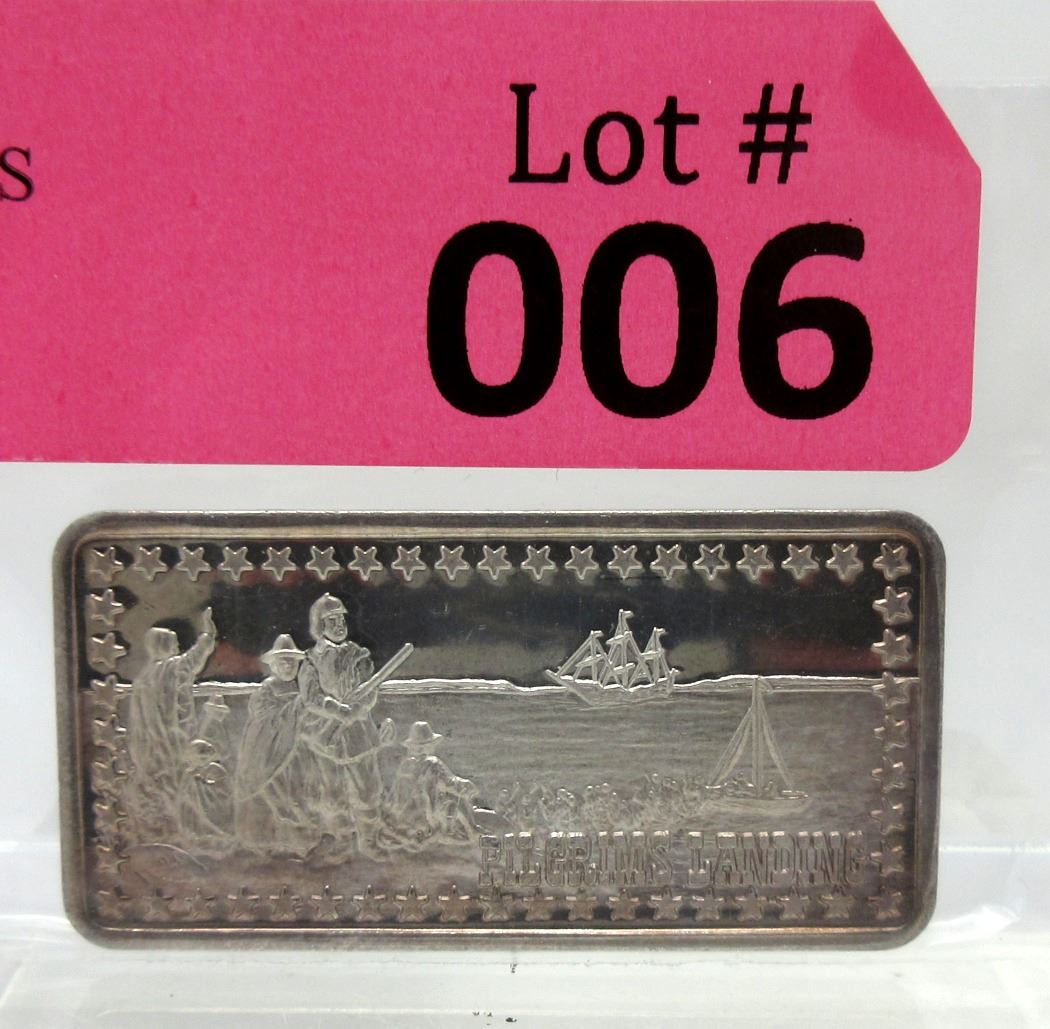 s
Lot #
006
PILGRIMS LANDING